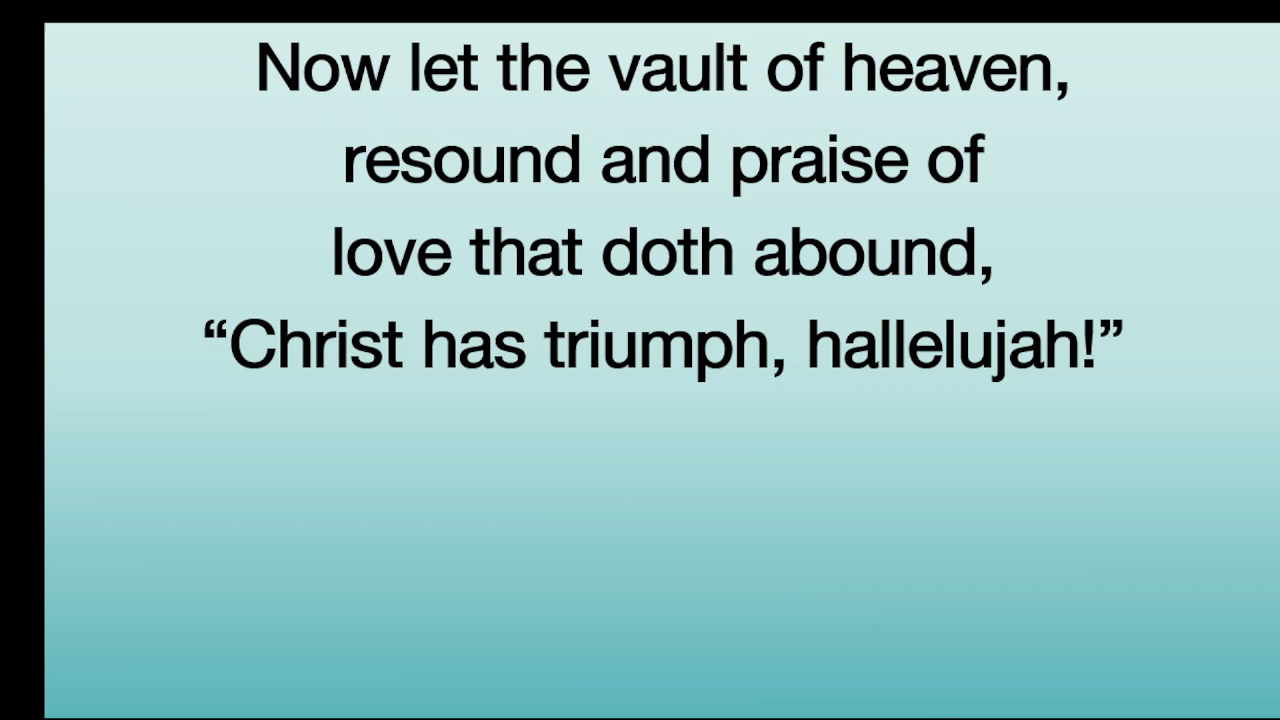 Now let the vault of heaven,
resound and praise of
love that doth abound,
“Christ has triumph, hallelujah!”